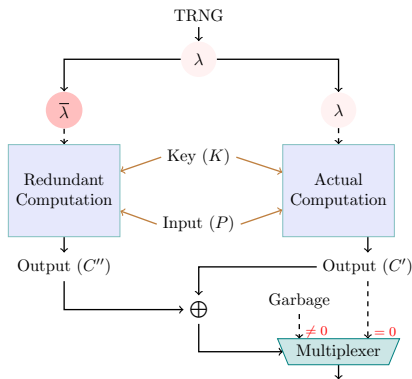 TRNG
λ
λ̅
λ
Key (K)
Redundant
Computation
Actual
Computation
Input (P)
Output (C′′)
Output (C′)
Garbage
⊕
≠ 0
= 0
Multiplexer